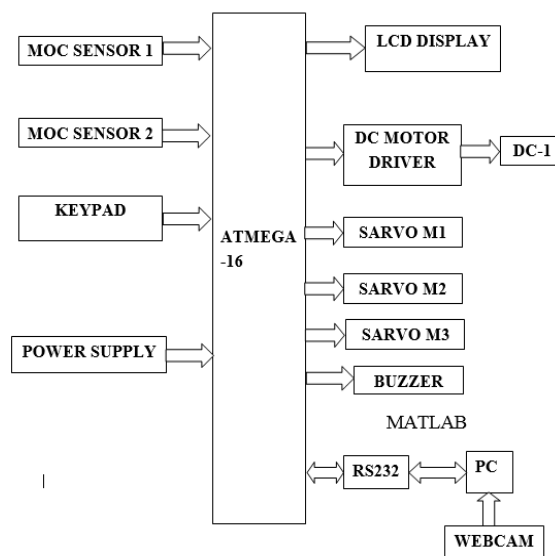 MOC SENSOR 1
MOC SENSOR 2
KEYPAD
POWER SUPPLY
ATMEGA
-16
LCD DISPLAY
DC MOTOR
DRIVER
DC-1
SARVO M1
SARVO M2
SARVO M3
BUZZER
MATLAB
RS232
PC
WEBCAM